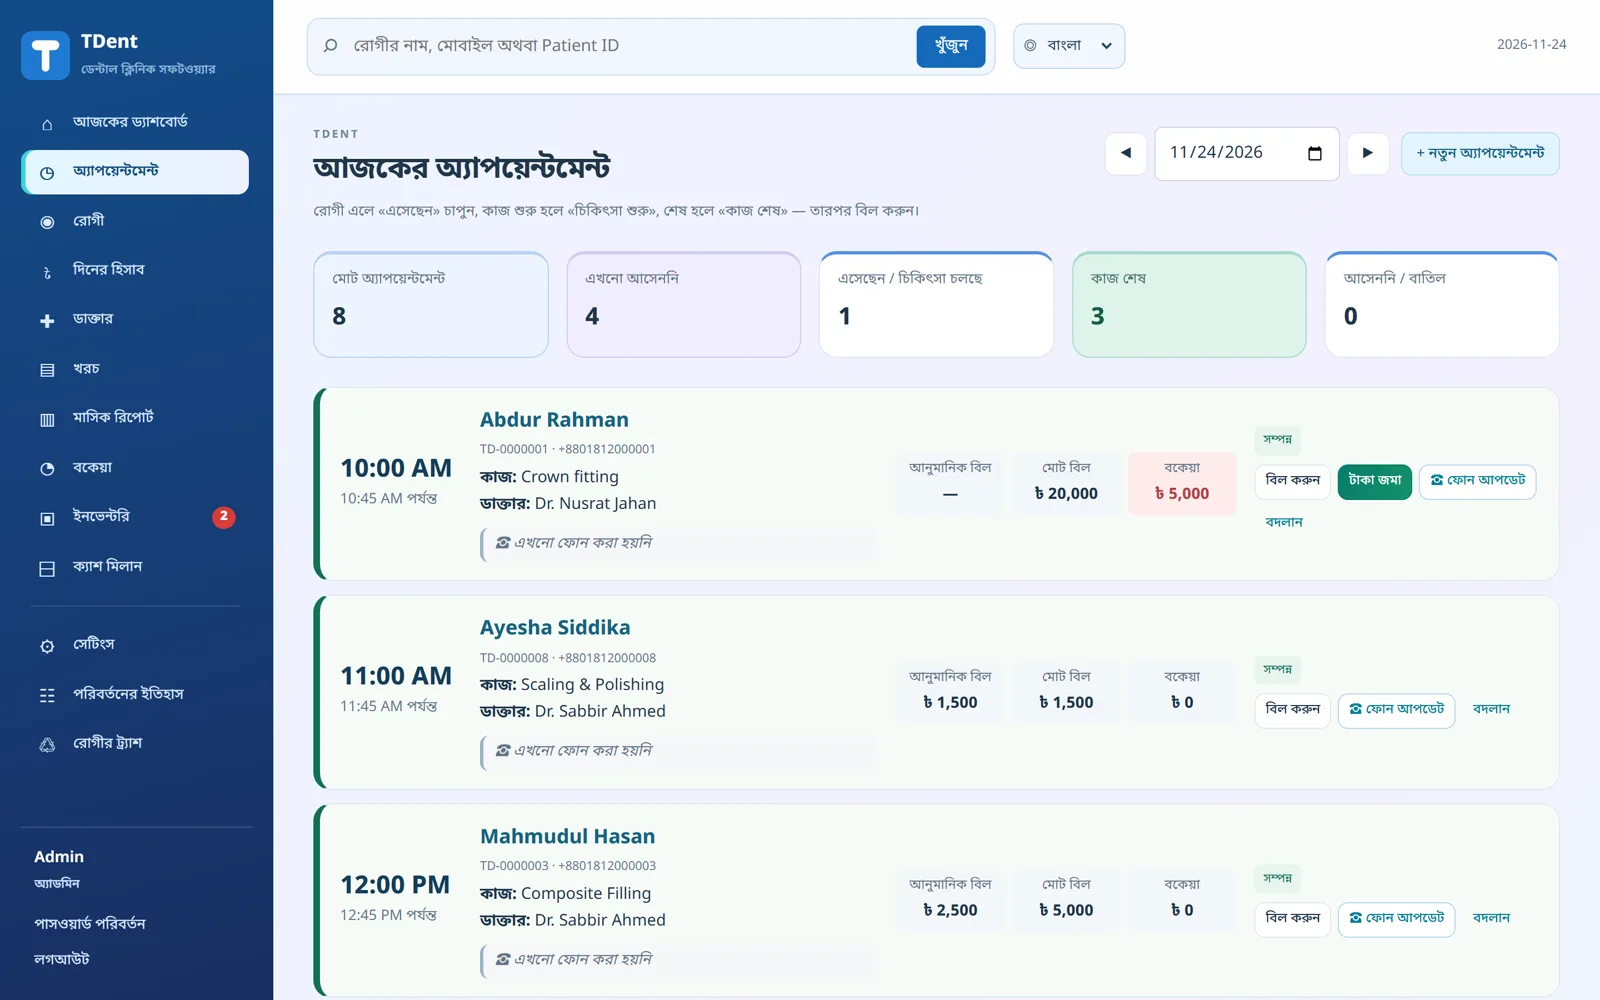 TDent
ডেন্টাল ক্লিনিক সফটওয়্যার
আজকের ড্যাশবোর্ড
অ্যাপয়েন্টমেন্ট
রোগী
দিনের হিসাব
ডাক্তার
খরচ
মাসিক রিপোর্ট
বকেয়া
ইনভেন্টরি
2
ক্যাশ মিলান
সেটিংস
পরিবর্তনের ইতিহাস
রোগীর ট্র্যাশ
Admin
অ্যাডমিন
পাসওয়ার্ড পরিবর্তন
লগআউট
রোগীর নাম, মোবাইল অথবা Patient ID
খুঁজুন
বাংলা
2026-11-24
TDENT
আজকের অ্যাপয়েন্টমেন্ট
রোগী এলে «এসেছেন» চাপুন, কাজ শুরু হলে «চিকিৎসা শুরু», শেষ হলে «কাজ শেষ» — তারপর বিল করুন।
11/24/2026
+ নতুন অ্যাপয়েন্টমেন্ট
মোট অ্যাপয়েন্টমেন্ট
8
এখনো আসেননি
4
এসেছেন / চিকিৎসা চলছে
1
কাজ শেষ
3
আসেননি / বাতিল
0
10:00 AM
10:45 AM পর্যন্ত
Abdur Rahman
TD-0000001 · +8801812000001
কাজ: Crown fitting
ডাক্তার: Dr. Nusrat Jahan
☎ এখনো ফোন করা হয়নি
আনুমানিক বিল
—
মোট বিল
৳ 20,000
বকেয়া
৳ 5,000
সম্পন্ন
বিল করুন
টাকা জমা
☎ ফোন আপডেট
বদলান
11:00 AM
11:45 AM পর্যন্ত
Ayesha Siddika
TD-0000008 · +8801812000008
কাজ: Scaling & Polishing
ডাক্তার: Dr. Sabbir Ahmed
☎ এখনো ফোন করা হয়নি
আনুমানিক বিল
৳ 1,500
মোট বিল
৳ 1,500
বকেয়া
৳ 0
সম্পন্ন
বিল করুন
☎ ফোন আপডেট
বদলান
12:00 PM
12:45 PM পর্যন্ত
Mahmudul Hasan
TD-0000003 · +8801812000003
কাজ: Composite Filling
ডাক্তার: Dr. Sabbir Ahmed
☎ এখনো ফোন করা হয়নি
আনুমানিক বিল
৳ 2,500
মোট বিল
৳ 5,000
বকেয়া
৳ 0
সম্পন্ন
বিল করুন
☎ ফোন আপডেট
বদলান